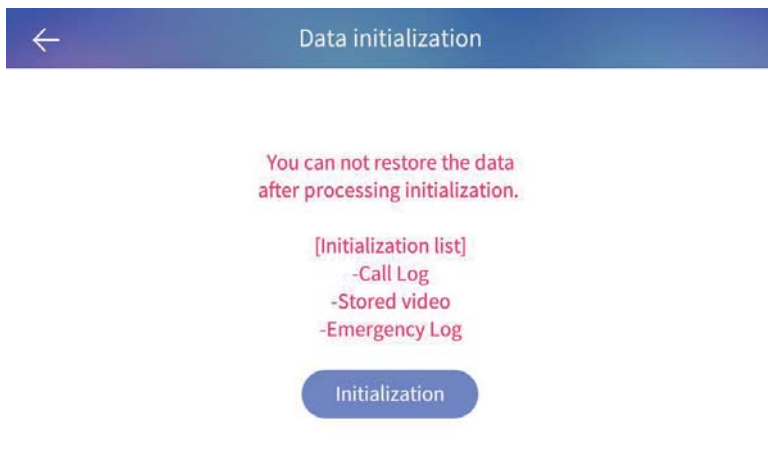 Data initialization
You can not restore the data
after processing initialization.
[Initialization list]
-Call Log
-Stored video
-Emergency Log
Initialization